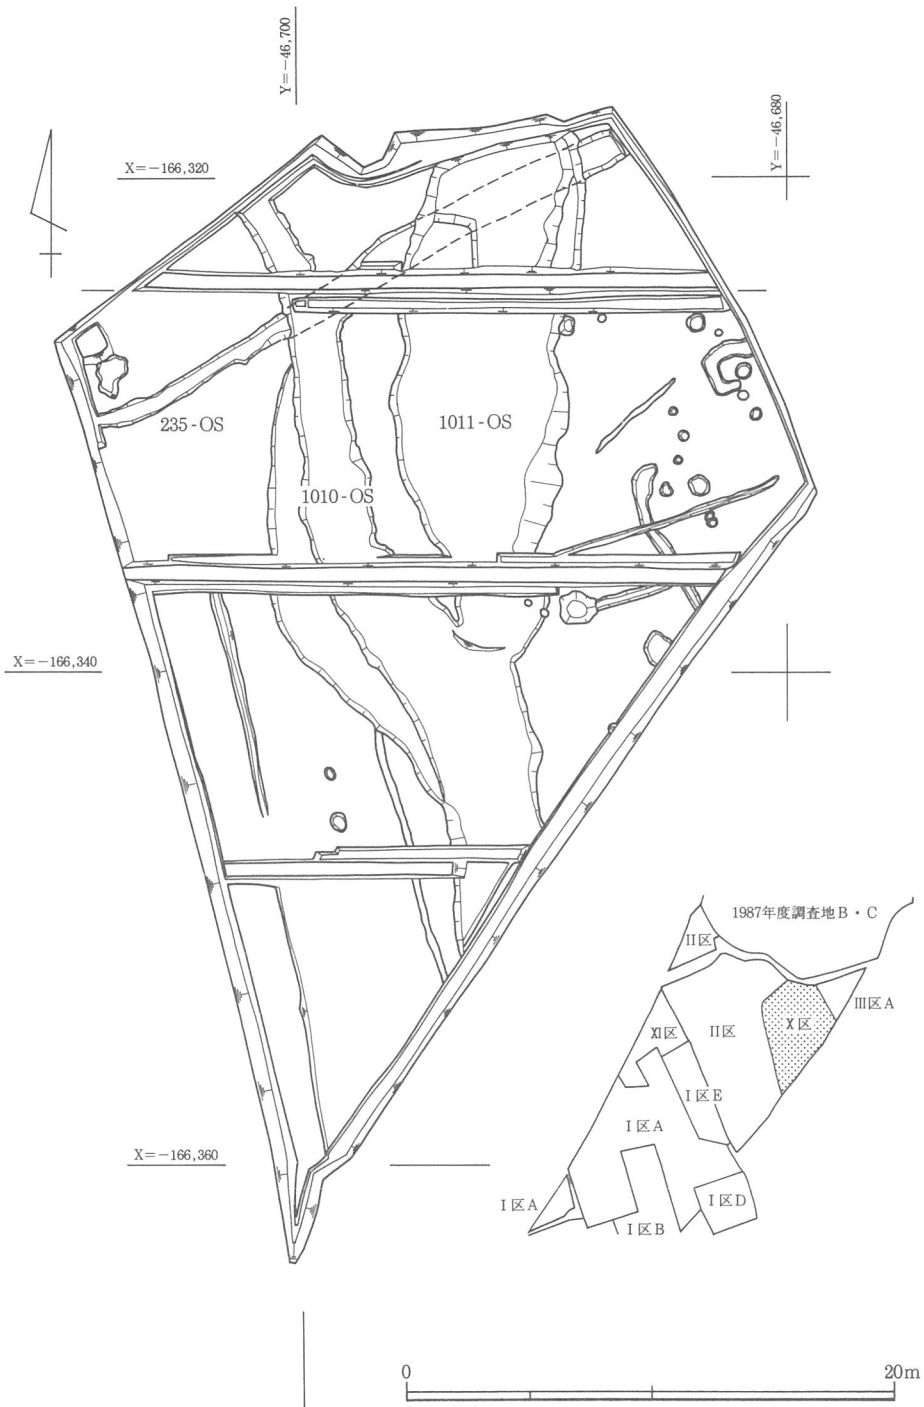 Y=−46,700
Y=−46,680
X=−166,320
235-OS
1011-OS
1010-OS
X=−166,340
1987年度調査地B・C
II区
III区A
X区
II区
XI区
I区E
I区A
X=−166,360
I区A
I区D
I区B
0
20m